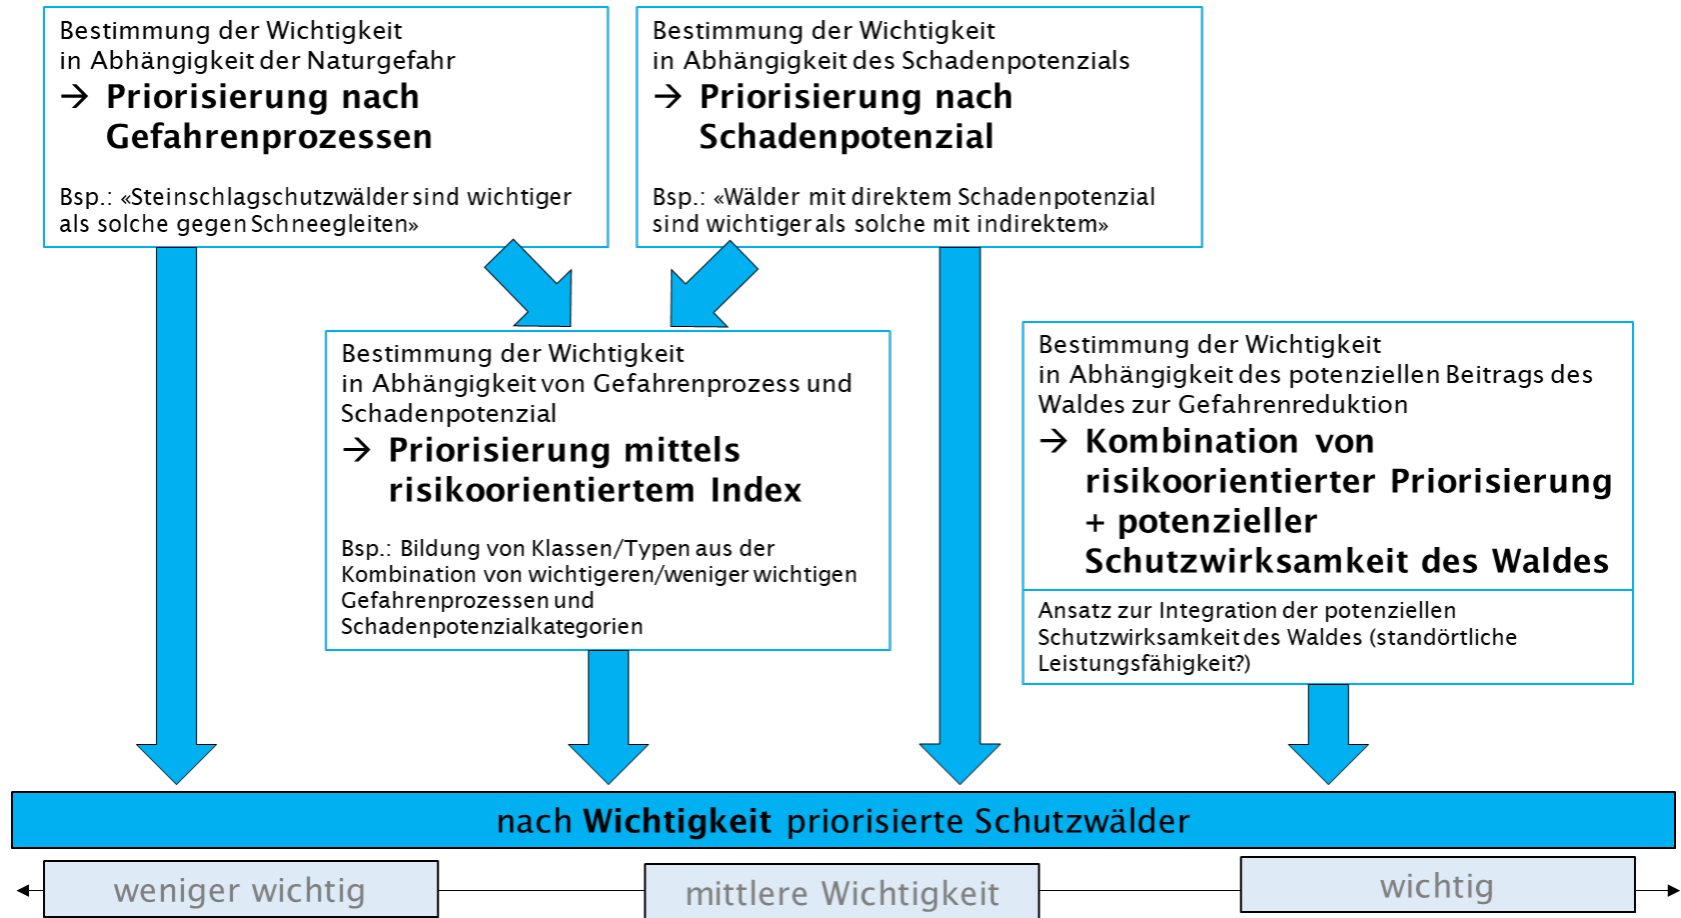 Bestimmung der Wichtigkeit
in Abhängigkeit der Naturgefahr
→ Priorisierung nach
Gefahrenprozessen
Bsp.: «Steinschlagschutzwälder sind wichtiger
als solche gegen Schneegleiten»
Bestimmung der Wichtigkeit
in Abhängigkeit des Schadenpotenzials
→ Priorisierung nach
Schadenpotenzial
Bsp.: «Wälder mit direktem Schadenpotenzial
sind wichtiger als solche mit indirektem»
Bestimmung der Wichtigkeit
in Abhängigkeit von Gefahrenprozess und
Schadenpotenzial
→ Priorisierung mittels
risikoorientiertem Index
Bsp.: Bildung von Klassen/Typen aus der
Kombination von wichtigeren/weniger wichtigen
Gefahrenprozessen und
Schadenpotenzialkategorien
Bestimmung der Wichtigkeit
in Abhängigkeit des potenziellen Beitrags des
Waldes zur Gefahrenreduktion
→ Kombination von
risikoorientierter Priorisierung
+ potenzieller
Schutzwirksamkeit des Waldes
Ansatz zur Integration der potenziellen
Schutzwirksamkeit des Waldes (standörtliche
Leistungsfähigkeit?)
nach Wichtigkeit priorisierte Schutzwälder
weniger wichtig
mittlere Wichtigkeit
wichtig